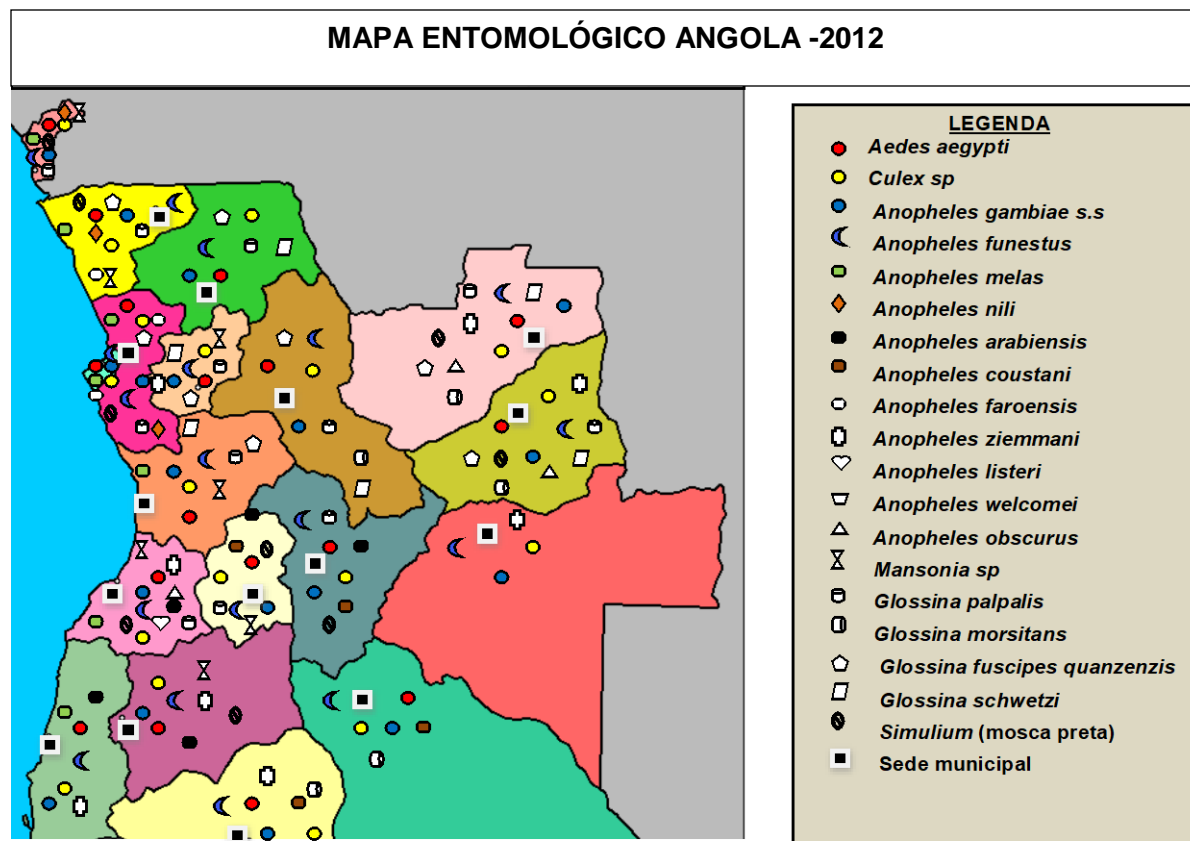 MAPA ENTOMOLÓGICO ANGOLA -2012
LEGENDA
Aedes aegypti
Culex sp
Anopheles gambiae s.s
Anopheles funestus
Anopheles melas
Anopheles nili
Anopheles arabiensis
Anopheles coustani
Anopheles faroensis
Anopheles ziemmani
Anopheles listeri
Anopheles welcomei
Anopheles obscurus
Mansonia sp
Glossina palpalis
Glossina morsitans
Glossina fuscipes quanzenzis
Glossina schwetzi
Simulium (mosca preta)
Sede municipal